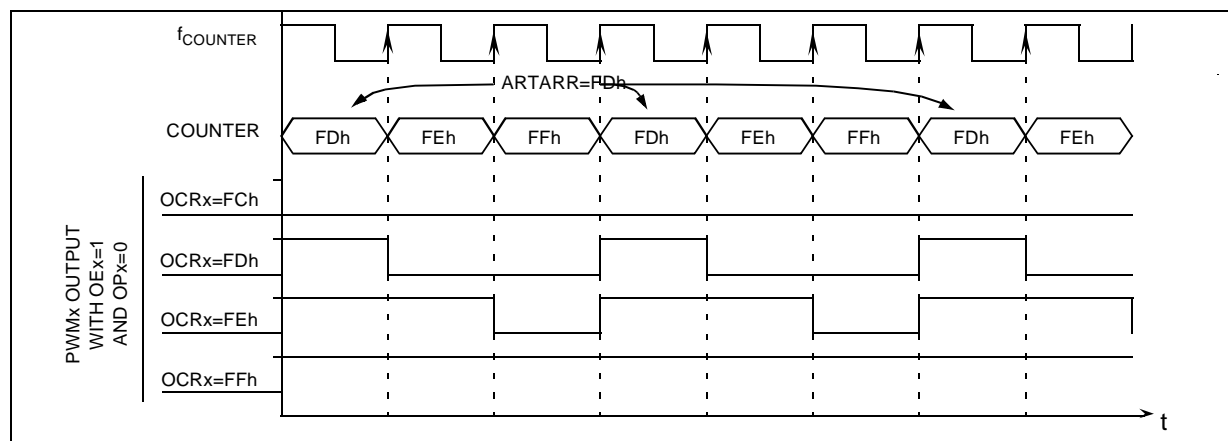 fCOUNTER
ARTARR=FDh
COUNTER
FDh FEh FFh FDh FEh FFh FDh FEh
PWMx OUTPUT
WITH OEx=1
AND OPx=0
OCRx=FCh
OCRx=FDh
OCRx=FEh
OCRx=FFh
t